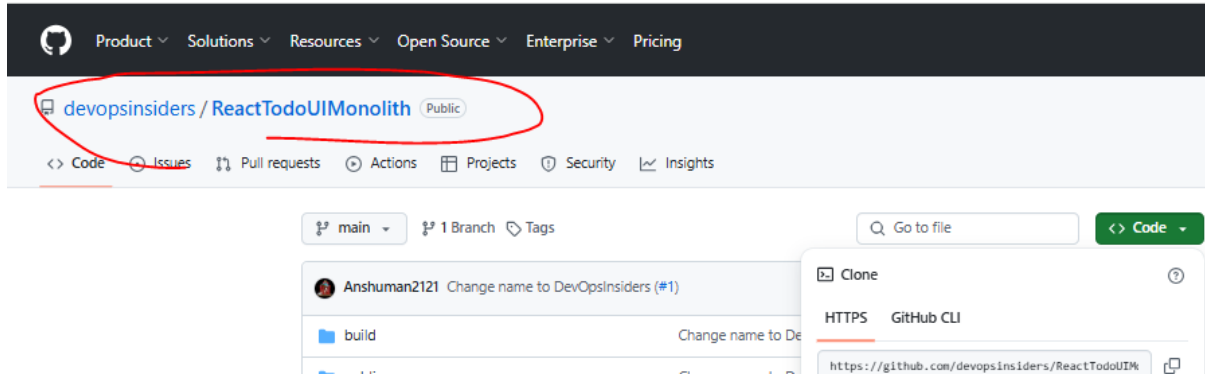 Product Solutions Resources Open Source Enterprise Pricing
devopsinsiders / ReactTodoUIMonolith Public
<> Code Issues Pull requests Actions Projects Security Insights
main 1 Branch Tags Go to file <> Code
Anshuman2121 Change name to DevOpsInsiders (#1)
Clone
HTTPS GitHub CLI
build Change name to De
https://github.com/devopsinsiders/ReactTodoUIM